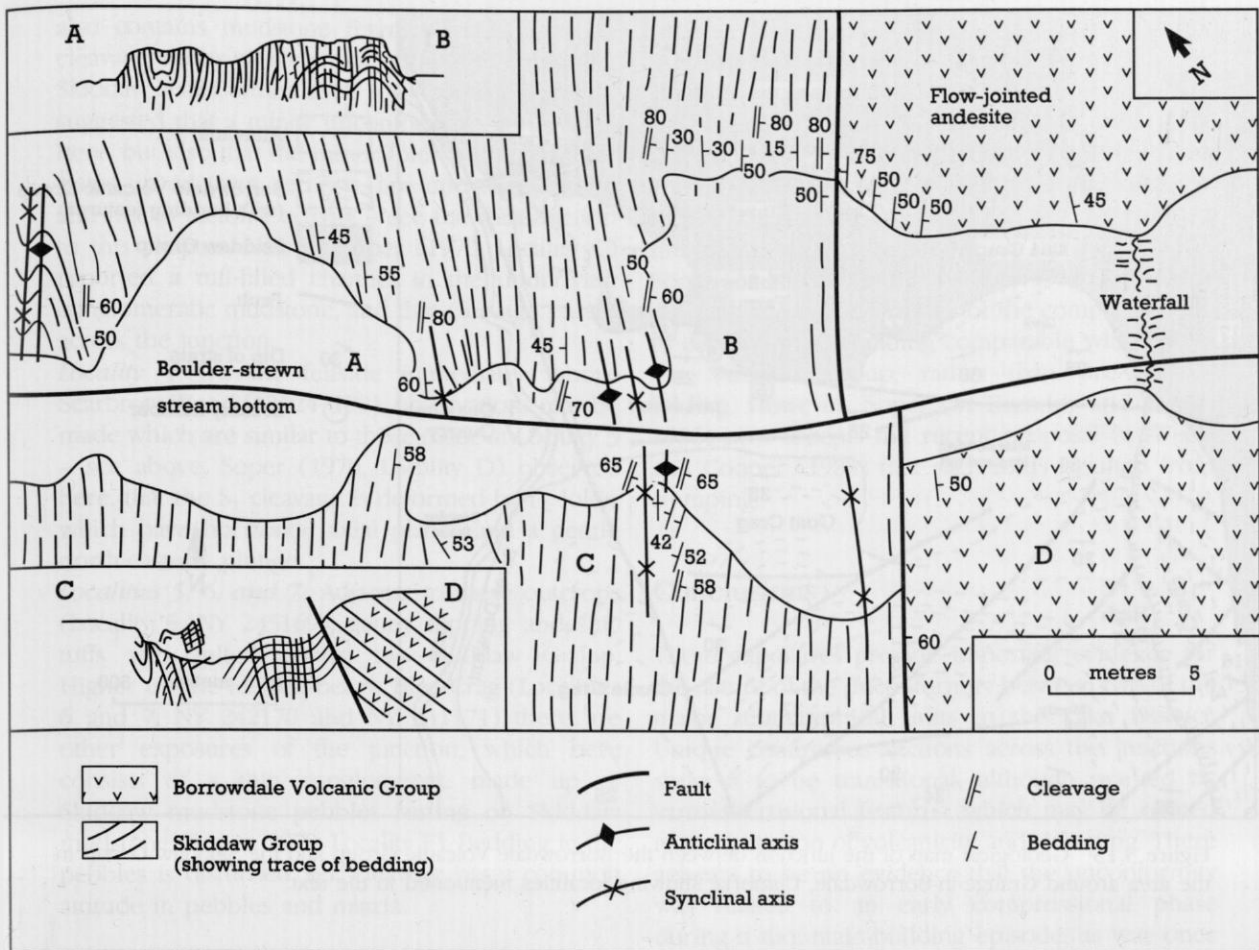 A
B
N
Flow-jointed
andesite
80
80
80
30
30
15
50
50
75
50
50
50
45
45
55
60
50
80
60
45
50
60
70
A
B
Waterfall
Boulder-strewn
stream bottom
58
53
65
65
42
52
58
50
60
C
D
C
D
0 metres 5
Borrowdale Volcanic Group
Skiddaw Group
(showing trace of bedding)
Fault
Anticlinal axis
Synclinal axis
Cleavage
Bedding